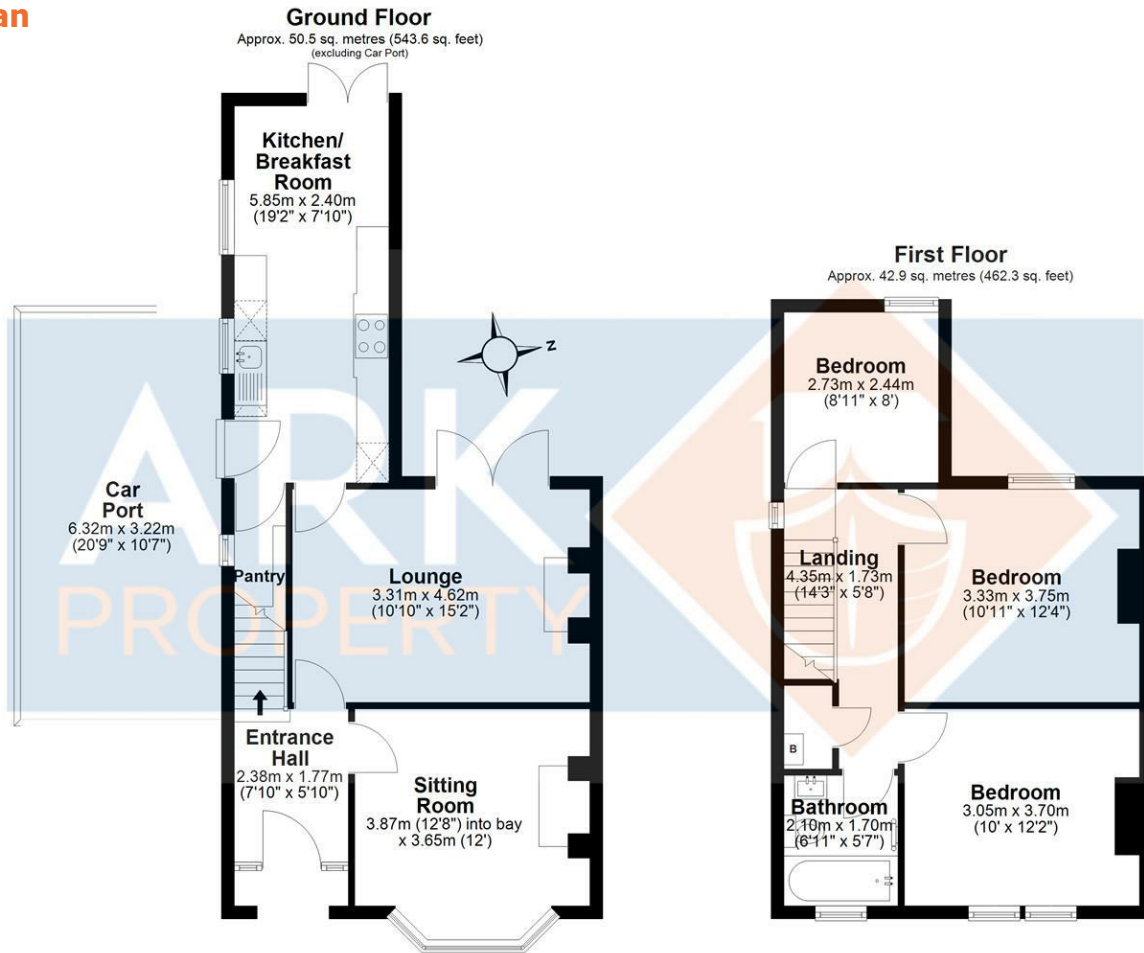 an
Ground Floor
Approx. 50.5 sq. metres (543.6 sq. feet)
(excluding Car Port)
Kitchen/
Breakfast
Room
5.85m x 2.40m
(19'2" x 7'10")
Car
Port
6.32m x 3.22m
(20'9" x 10'7")
Pantry
Lounge
3.31m x 4.62m
(10'10" x 15'2")
Entrance
Hall
2.38m x 1.77m
(7'10" x 5'10")
Sitting
Room
3.87m (12'8") into bay
x 3.65m (12')
N
First Floor
Approx. 42.9 sq. metres (462.3 sq. feet)
Bedroom
2.73m x 2.44m
(8'11" x 8')
Landing
4.35m x 1.73m
(14'3" x 5'8")
Bedroom
3.33m x 3.75m
(10'11" x 12'4")
B
Bathroom
2.10m x 1.70m
(6'11" x 5'7")
Bedroom
3.05m x 3.70m
(10' x 12'2")
ARK
PROPERTY